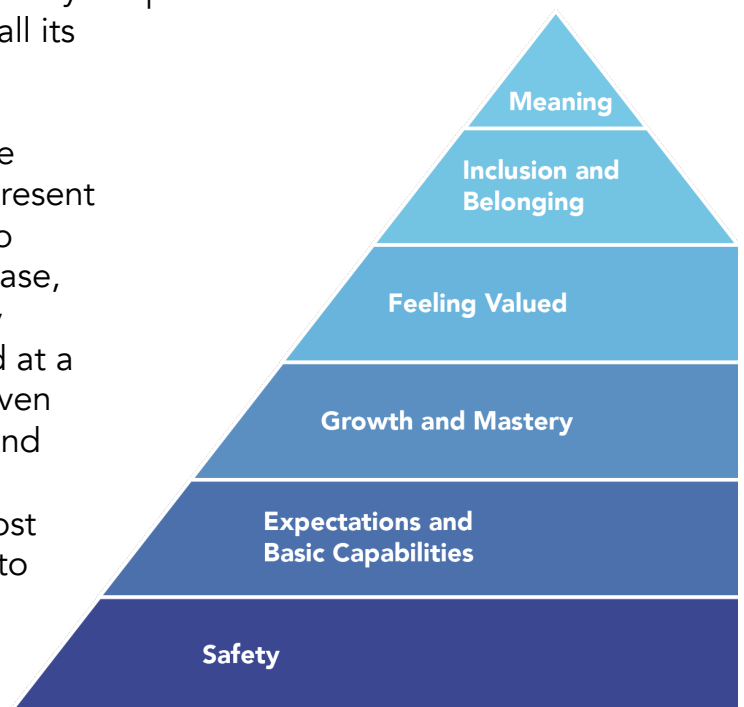 all its
e
resent
o
ase,
d at a
ven
nd
ost
to
Meaning
Inclusion and
Belonging
Feeling Valued
Growth and Mastery
Expectations and
Basic Capabilities
Safety